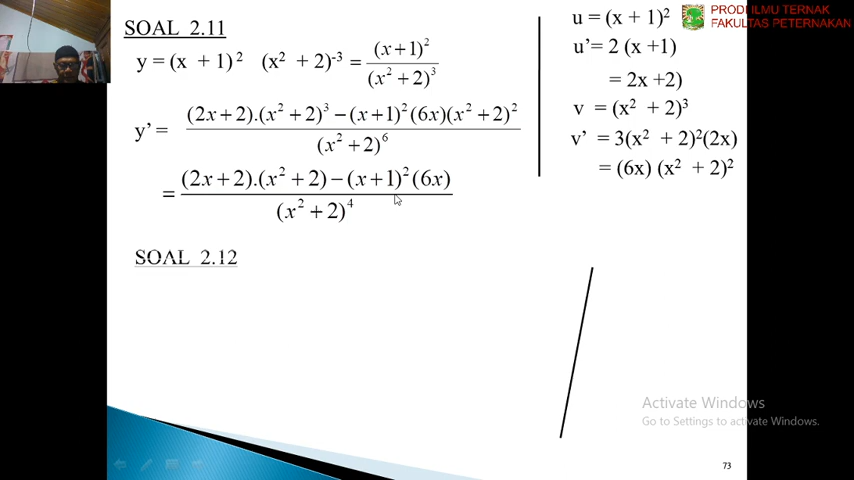 SOAL 2.11
y = (x + 1)² (x² + 2)⁻³ = (x+1)² / (x² + 2)³
y' = (2x + 2).(x² + 2)³ − (x + 1)²(6x)(x² + 2)² / (x² + 2)⁶
= (2x + 2).(x² + 2) − (x + 1)²(6x) / (x² + 2)⁴
SOAL 2.12
u = (x + 1)²
u'= 2 (x +1)
= 2x +2)
v = (x² + 2)³
v' = 3(x² + 2)²(2x)
= (6x) (x² + 2)²
PRODI ILMU TERNAK
FAKULTAS PETERNAKAN
Activate Windows
Go to Settings to activate Windows.
73